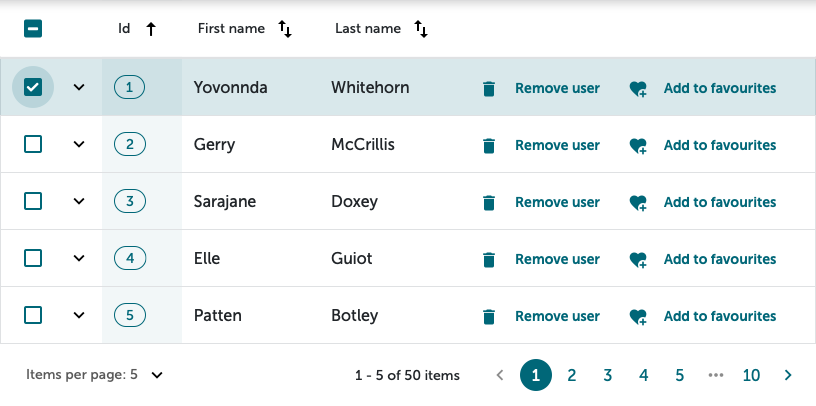 Id First name Last name
1 Yovonnda Whitehorn Remove user Add to favourites
2 Gerry McCrillis Remove user Add to favourites
3 Sarajane Doxey Remove user Add to favourites
4 Elle Guiot Remove user Add to favourites
5 Patten Botley Remove user Add to favourites
Items per page: 5 1 - 5 of 50 items 1 2 3 4 5 ··· 10